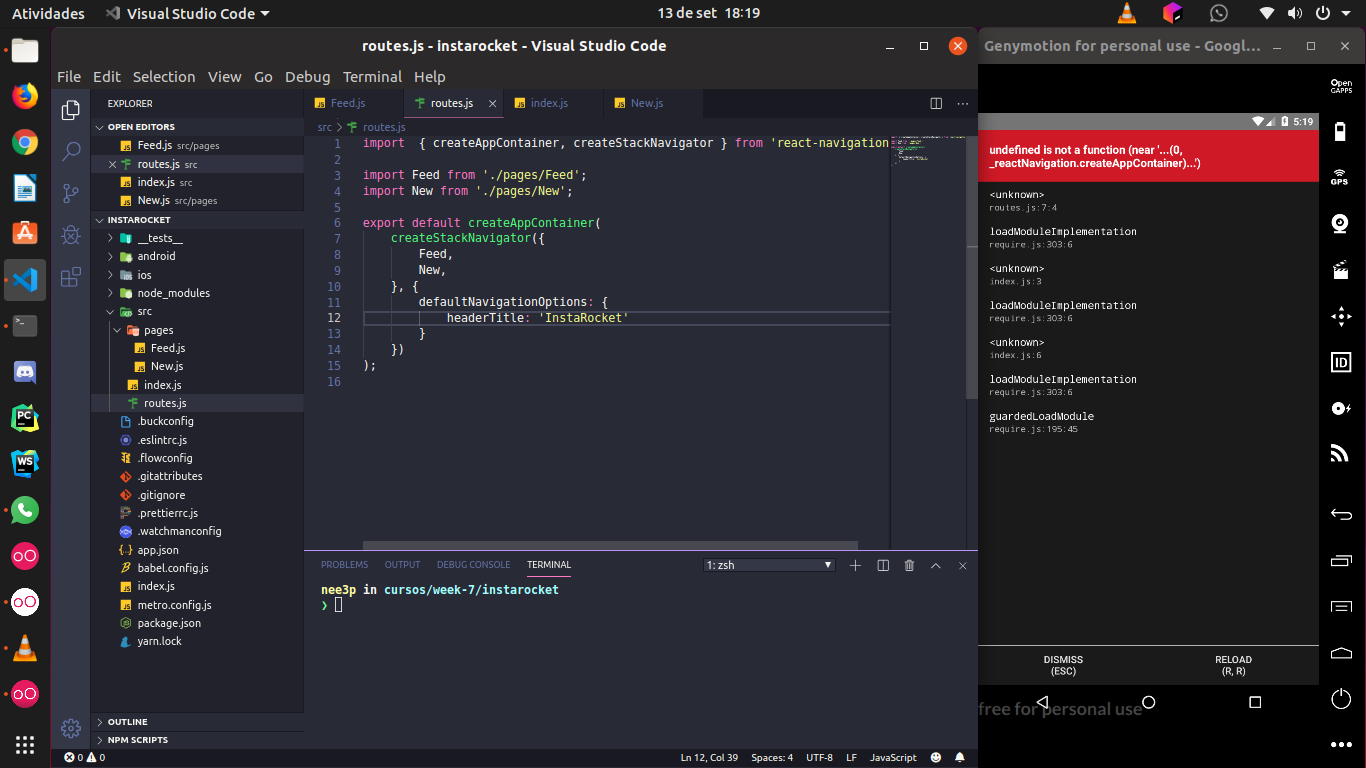 Atividades
Visual Studio Code
13 de set 18:19
routes.js - instarocket - Visual Studio Code
File Edit Selection View Go Debug Terminal Help
EXPLORER
OPEN EDITORS
Feed.js src/pages
routes.js src
index.js src
New.js src/pages
INSTAROCKET
__tests__
android
ios
node_modules
src
pages
Feed.js
New.js
index.js
routes.js
.buckconfig
.eslintrc.js
.flowconfig
.gitattributes
.gitignore
.prettierrc.js
.watchmanconfig
app.json
babel.config.js
index.js
metro.config.js
package.json
yarn.lock
OUTLINE
NPM SCRIPTS
Feed.js routes.js index.js New.js
src > routes.js
1 import { createAppContainer, createStackNavigator } from 'react-navigation
2
3 import Feed from './pages/Feed';
4 import New from './pages/New';
5
6 export default createAppContainer(
7 createStackNavigator({
8 Feed,
9 New,
10 }, {
11 defaultNavigationOptions: {
12 headerTitle: 'InstaRocket'
13 }
14 })
15 );
16
PROBLEMS OUTPUT DEBUG CONSOLE TERMINAL
1: zsh
nee3p in cursos/week-7/instarocket
❯
0 0
Ln 12, Col 39 Spaces: 4 UTF-8 LF JavaScript
Genymotion for personal use - Googl...
5:19
undefined is not a function (near '...(0,
_reactNavigation.createAppContainer)...')
<unknown>
routes.js:7:4
loadModuleImplementation
require.js:303:6
<unknown>
index.js:3
loadModuleImplementation
require.js:303:6
<unknown>
index.js:6
loadModuleImplementation
require.js:303:6
guardedLoadModule
require.js:195:45
DISMISS
(ESC)
RELOAD
(R, R)
free for personal use
OPEN
GAPPS
GPS
ID
PC
WS